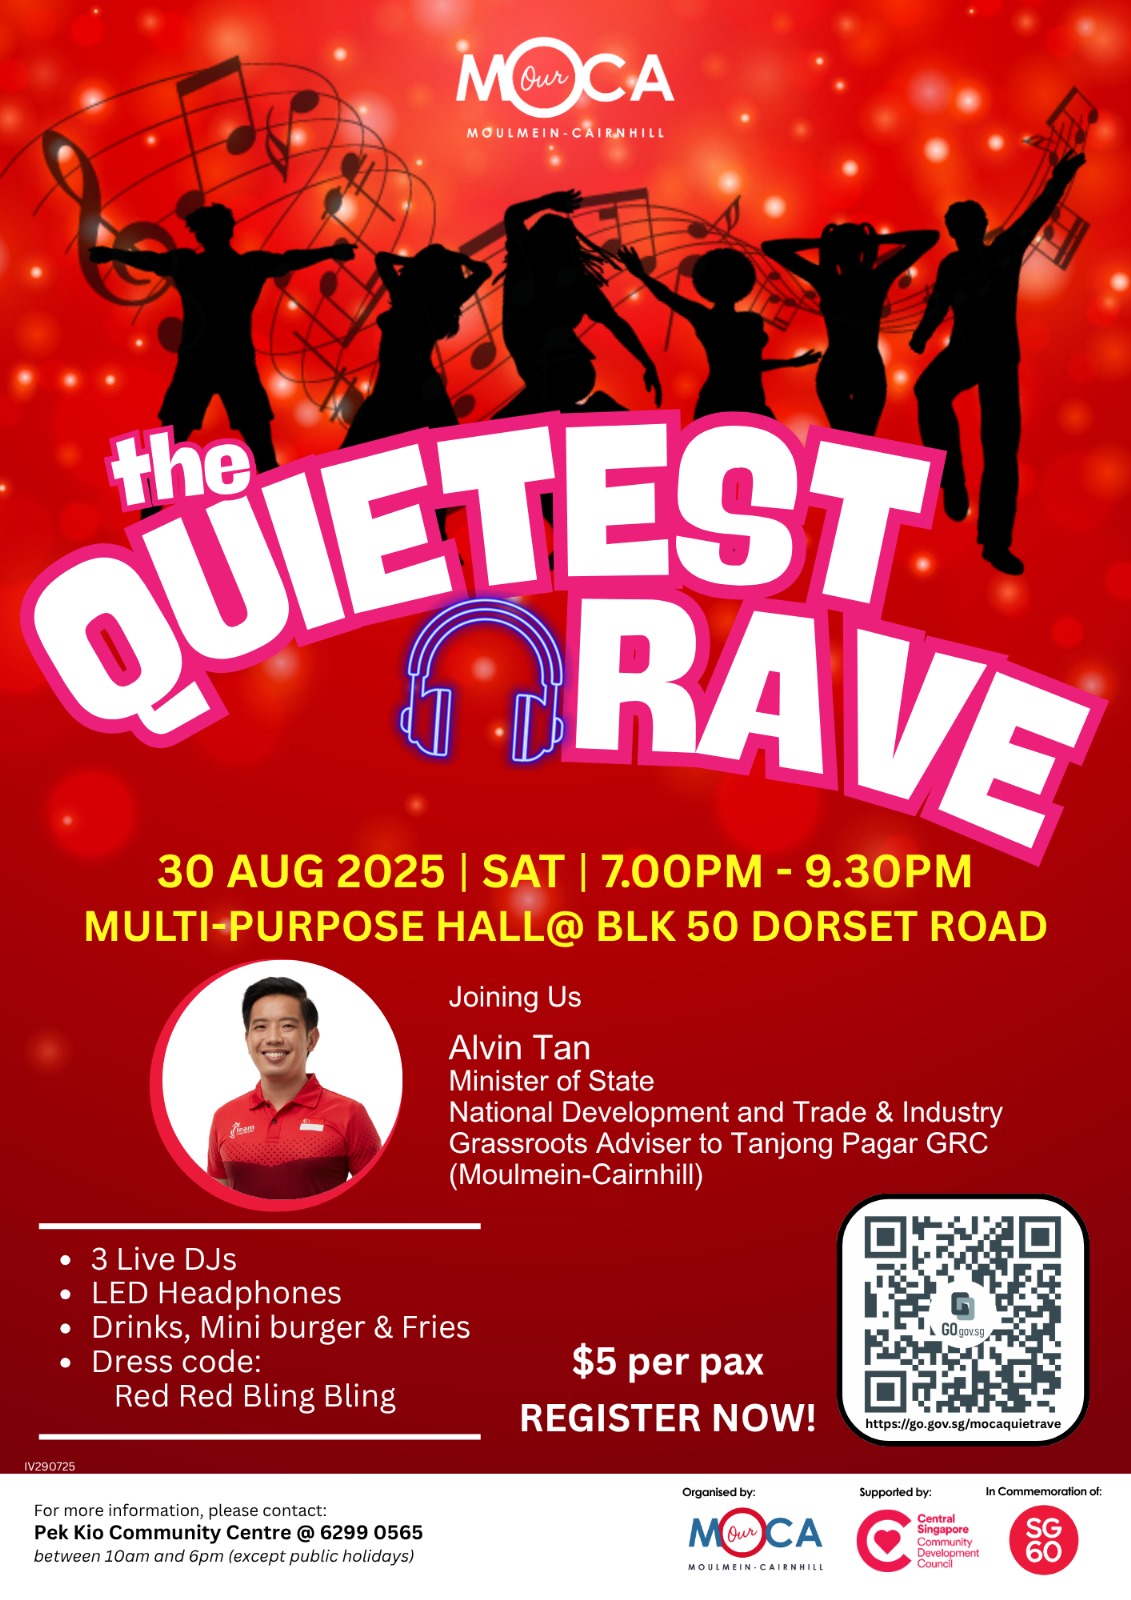 MOurCA
MOULMEIN-CAIRNHILL
the
QUIETEST
RAVE
30 AUG 2025 | SAT | 7.00PM - 9.30PM
MULTI-PURPOSE HALL@ BLK 50 DORSET ROAD
Joining Us
Alvin Tan
Minister of State
National Development and Trade & Industry
Grassroots Adviser to Tanjong Pagar GRC
(Moulmein-Cairnhill)
team
• 3 Live DJs
• LED Headphones
• Drinks, Mini burger & Fries
• Dress code:
Red Red Bling Bling
$5 per pax
REGISTER NOW!
GO gov.sg
https://go.gov.sg/mocaquietrave
IV290725
For more information, please contact:
Pek Kio Community Centre @ 6299 0565
between 10am and 6pm (except public holidays)
Organised by:
MOurCA
MOULMEIN-CAIRNHILL
Supported by:
Central
Singapore
Community
Development
Council
In Commemoration of:
SG
60